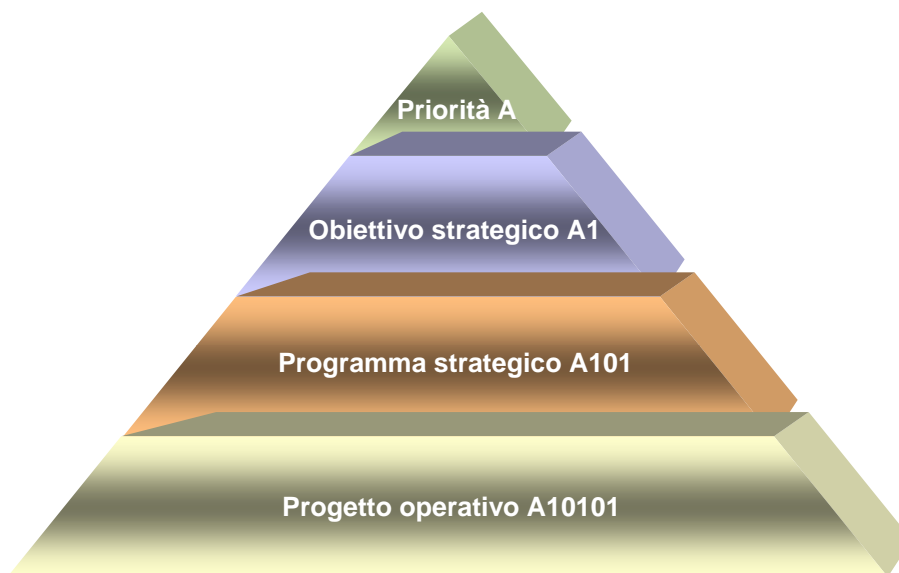 Priorità A
Obiettivo strategico A1
Programma strategico A101
Progetto operativo A10101